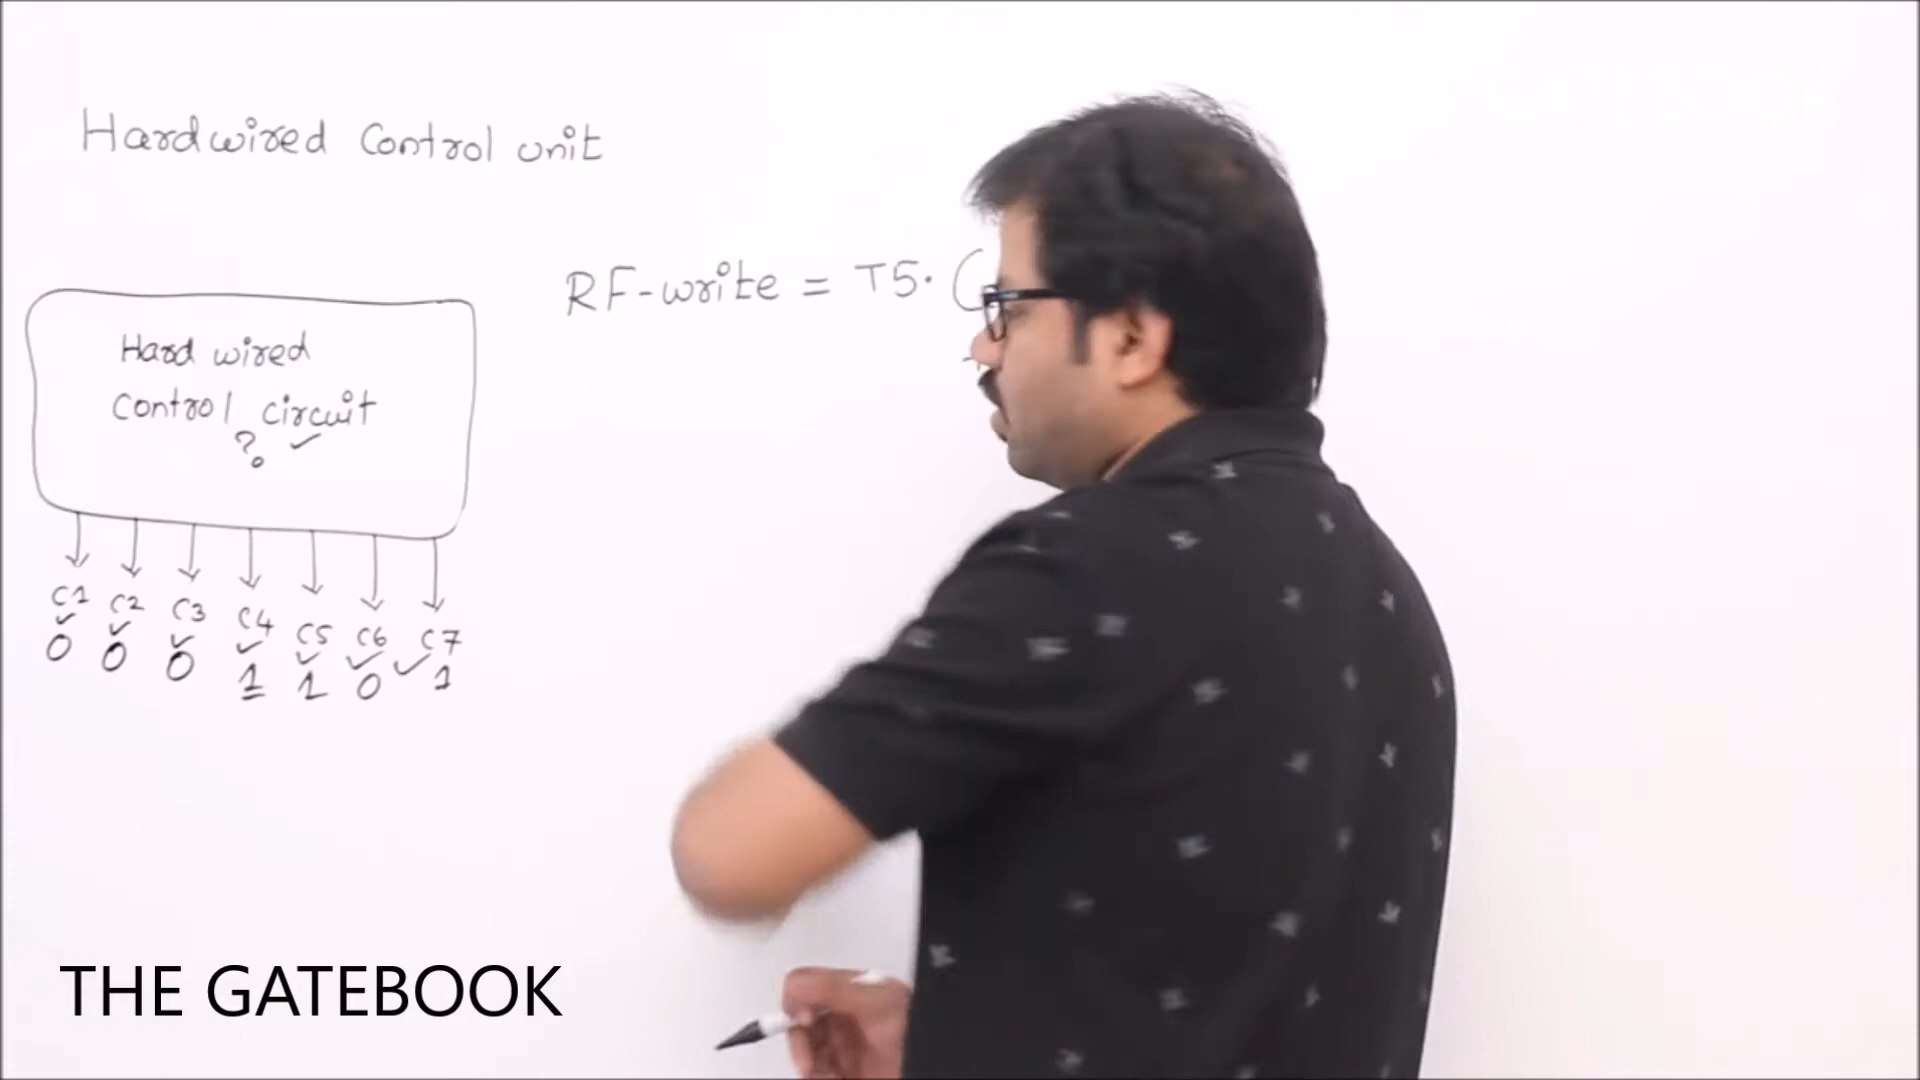 Hardwired Control unit
RF-write = T5. (
Hard wired
Control circuit
?
C1 C2 C3 C4 C5 C6 C7
0 0 0 1 1 0 1
THE GATEBOOK